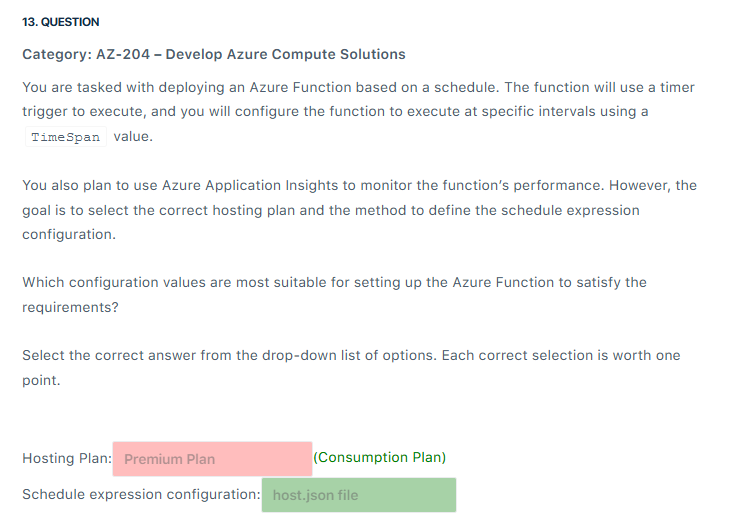 13. QUESTION
Category: AZ-204 – Develop Azure Compute Solutions
You are tasked with deploying an Azure Function based on a schedule. The function will use a timer
trigger to execute, and you will configure the function to execute at specific intervals using a
TimeSpan value.
You also plan to use Azure Application Insights to monitor the function’s performance. However, the
goal is to select the correct hosting plan and the method to define the schedule expression
configuration.
Which configuration values are most suitable for setting up the Azure Function to satisfy the
requirements?
Select the correct answer from the drop-down list of options. Each correct selection is worth one
point.
Hosting Plan: Premium Plan (Consumption Plan)
Schedule expression configuration: host.json file